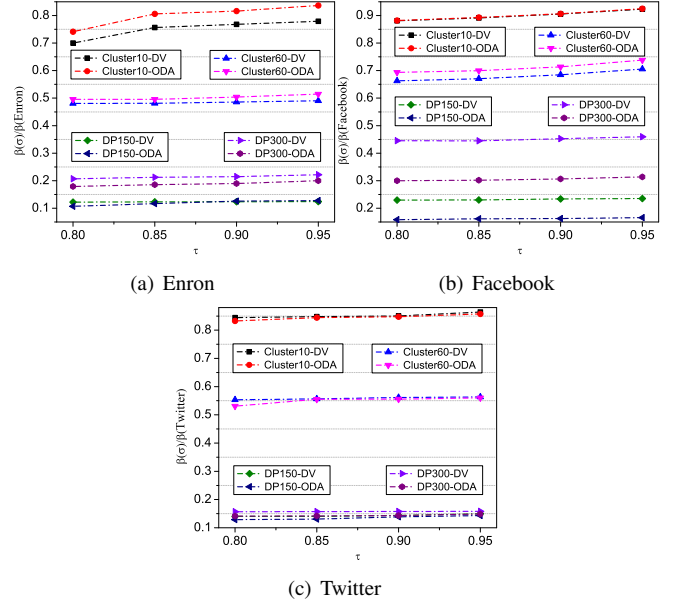 0.8
0.7
0.6
0.5
0.4
0.3
0.2
0.1
β(σ)/β(Enron)
Cluster10-DV
Cluster10-ODA
Cluster60-DV
Cluster60-ODA
DP150-DV
DP150-ODA
DP300-DV
DP300-ODA
0.80 0.85 0.90 0.95
τ
(a) Enron
0.9
0.8
0.7
0.6
0.5
0.4
0.3
0.2
β(σ)/β(Facebook)
Cluster10-DV
Cluster10-ODA
Cluster60-DV
Cluster60-ODA
DP150-DV
DP150-ODA
DP300-DV
DP300-ODA
0.80 0.85 0.90 0.95
τ
(b) Facebook
0.8
0.7
0.6
0.5
0.4
0.3
0.2
0.1
β(σ)/β(Twitter)
Cluster10-DV
Cluster10-ODA
Cluster60-DV
Cluster60-ODA
DP150-DV
DP150-ODA
DP300-DV
DP300-ODA
0.80 0.85 0.90 0.95
τ
(c) Twitter